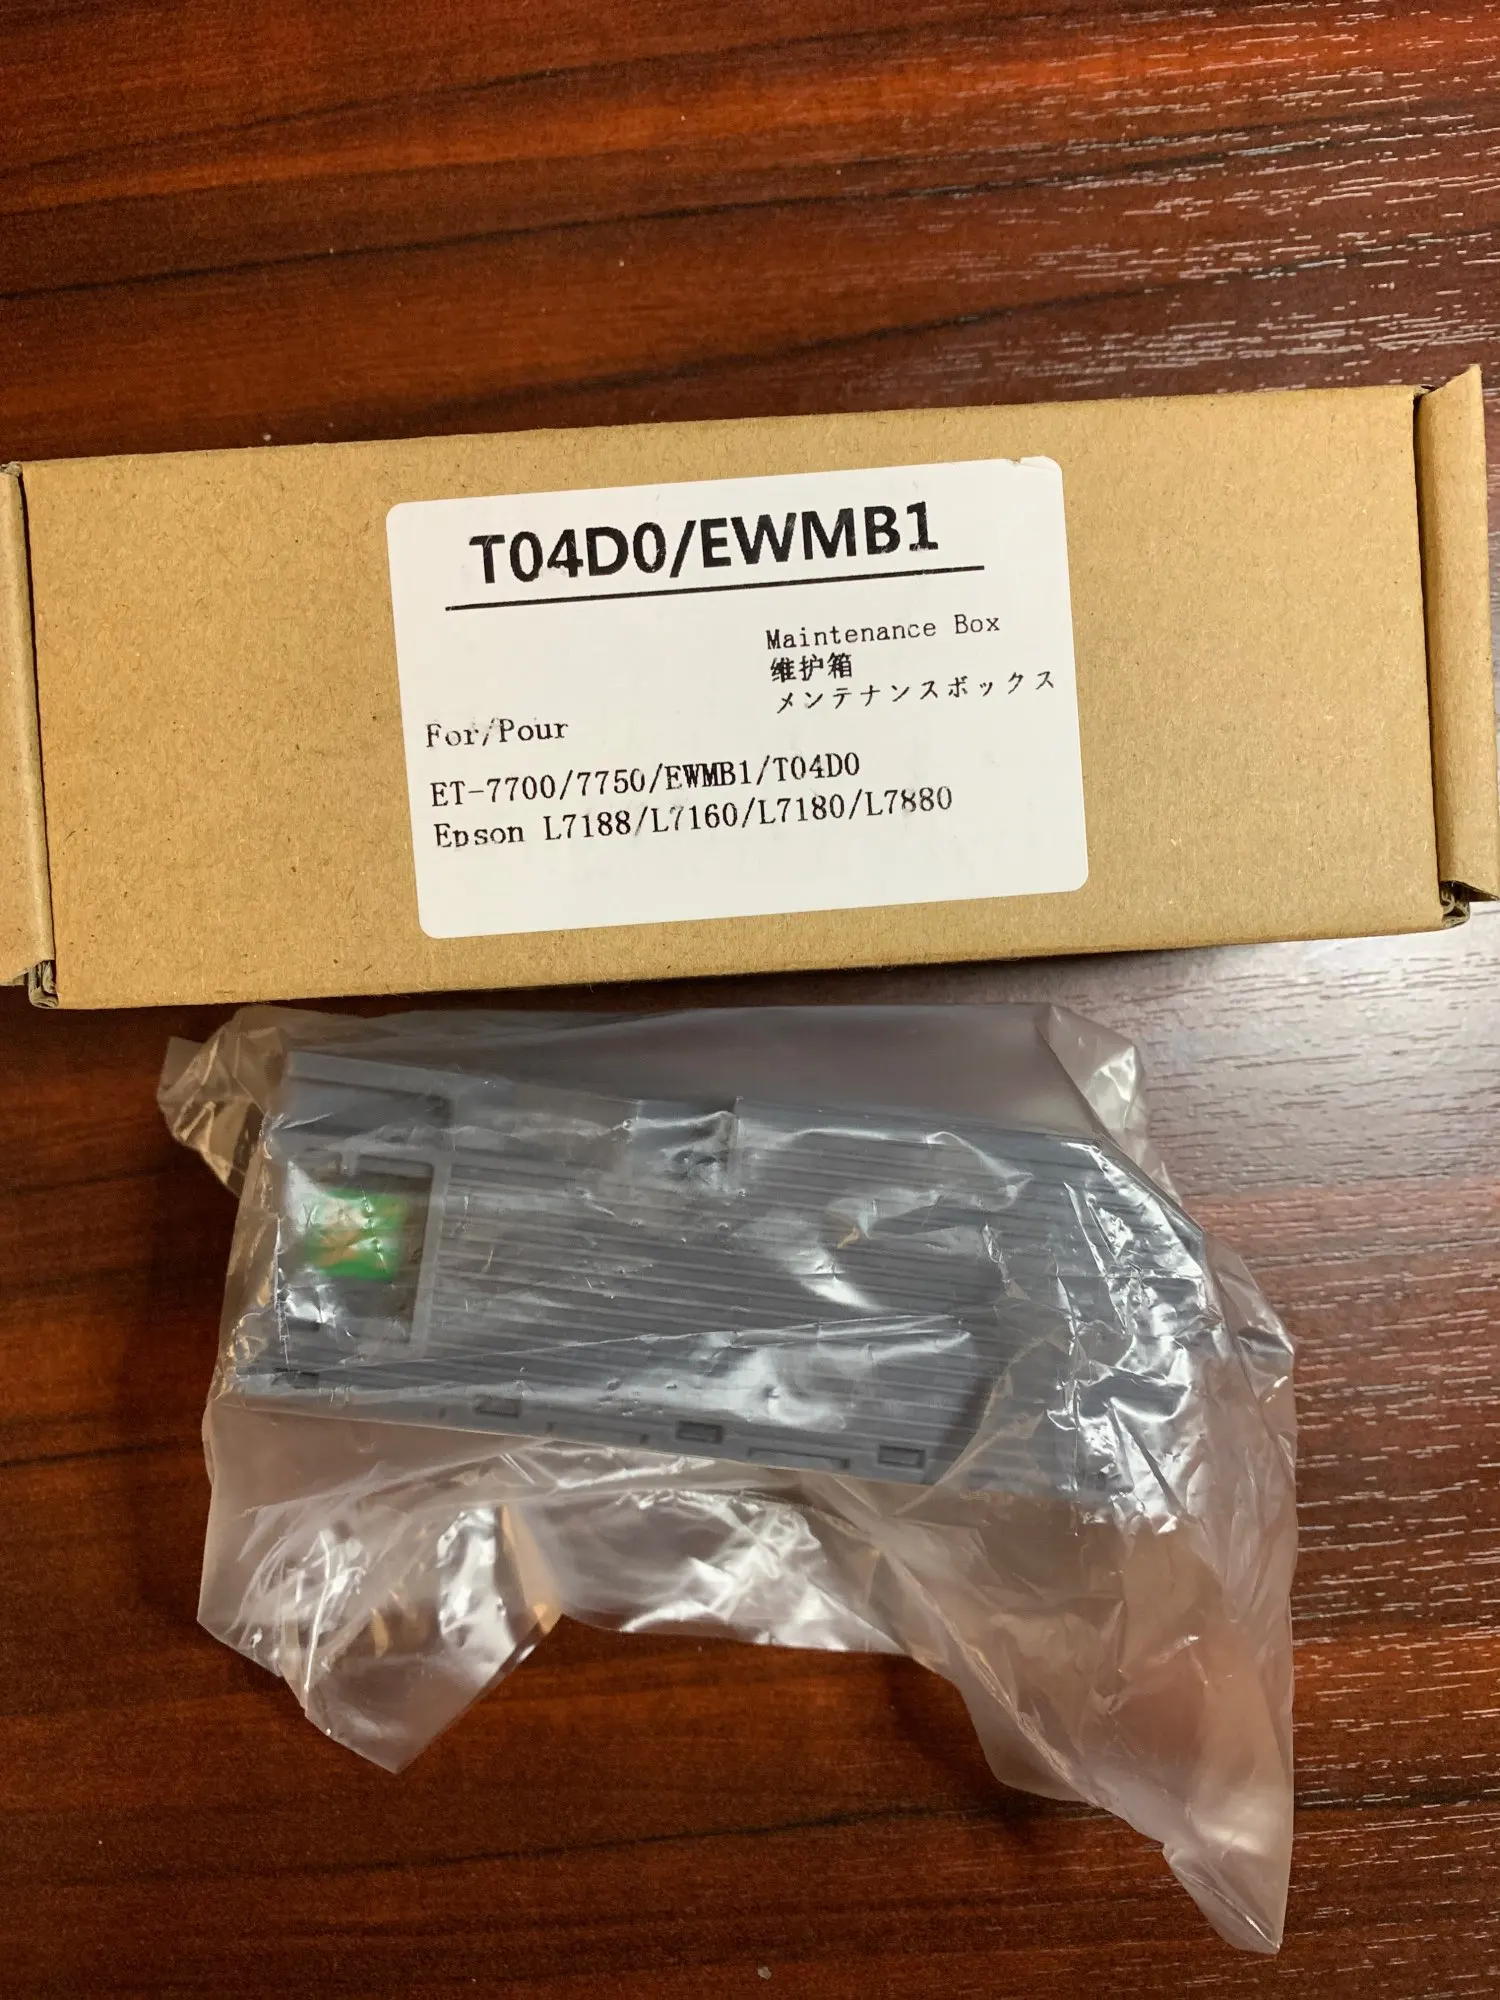 T04D0/EWMB1
Maintenance Box
维护箱
メンテナンスボックス
For/Pour
ET-7700/7750/EWMB1/T04D0
Epson L7188/L7160/L7180/L7880